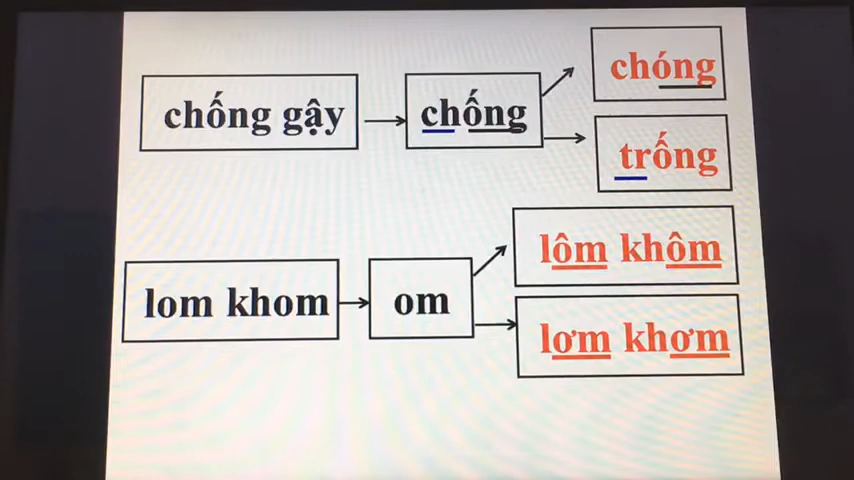 chống gậy
chống
chóng
trống
lom khom
om
lôm khôm
lơm khơm